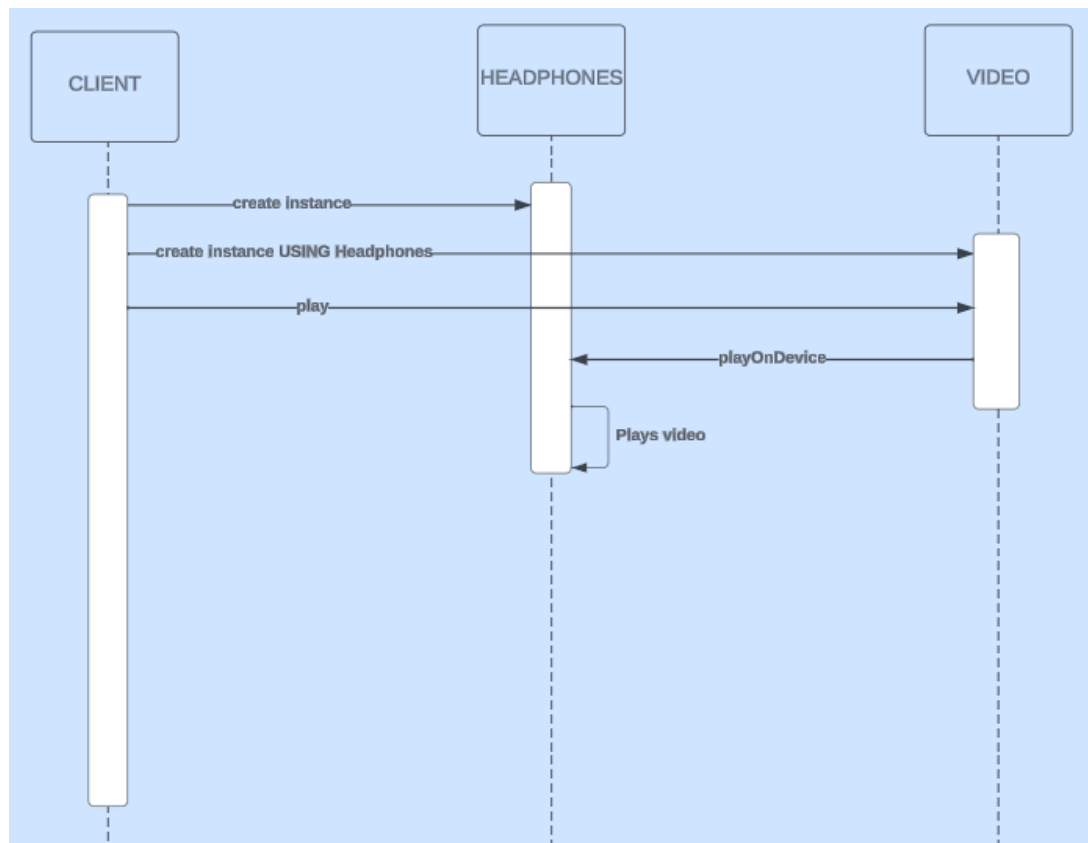 CLIENT
HEADPHONES
VIDEO
create instance
create instance USING Headphones
play
playOnDevice
Plays video